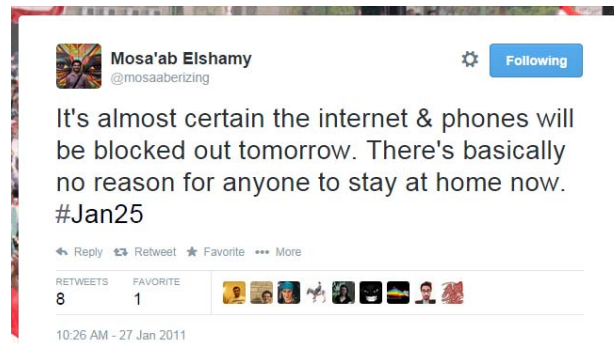 Mosa'ab Elshamy
@mosaaberizing
Following
It's almost certain the internet & phones will
be blocked out tomorrow. There's basically
no reason for anyone to stay at home now.
#Jan25
Reply Retweet Favorite More
RETWEETS FAVORITE
8 1
10:26 AM - 27 Jan 2011